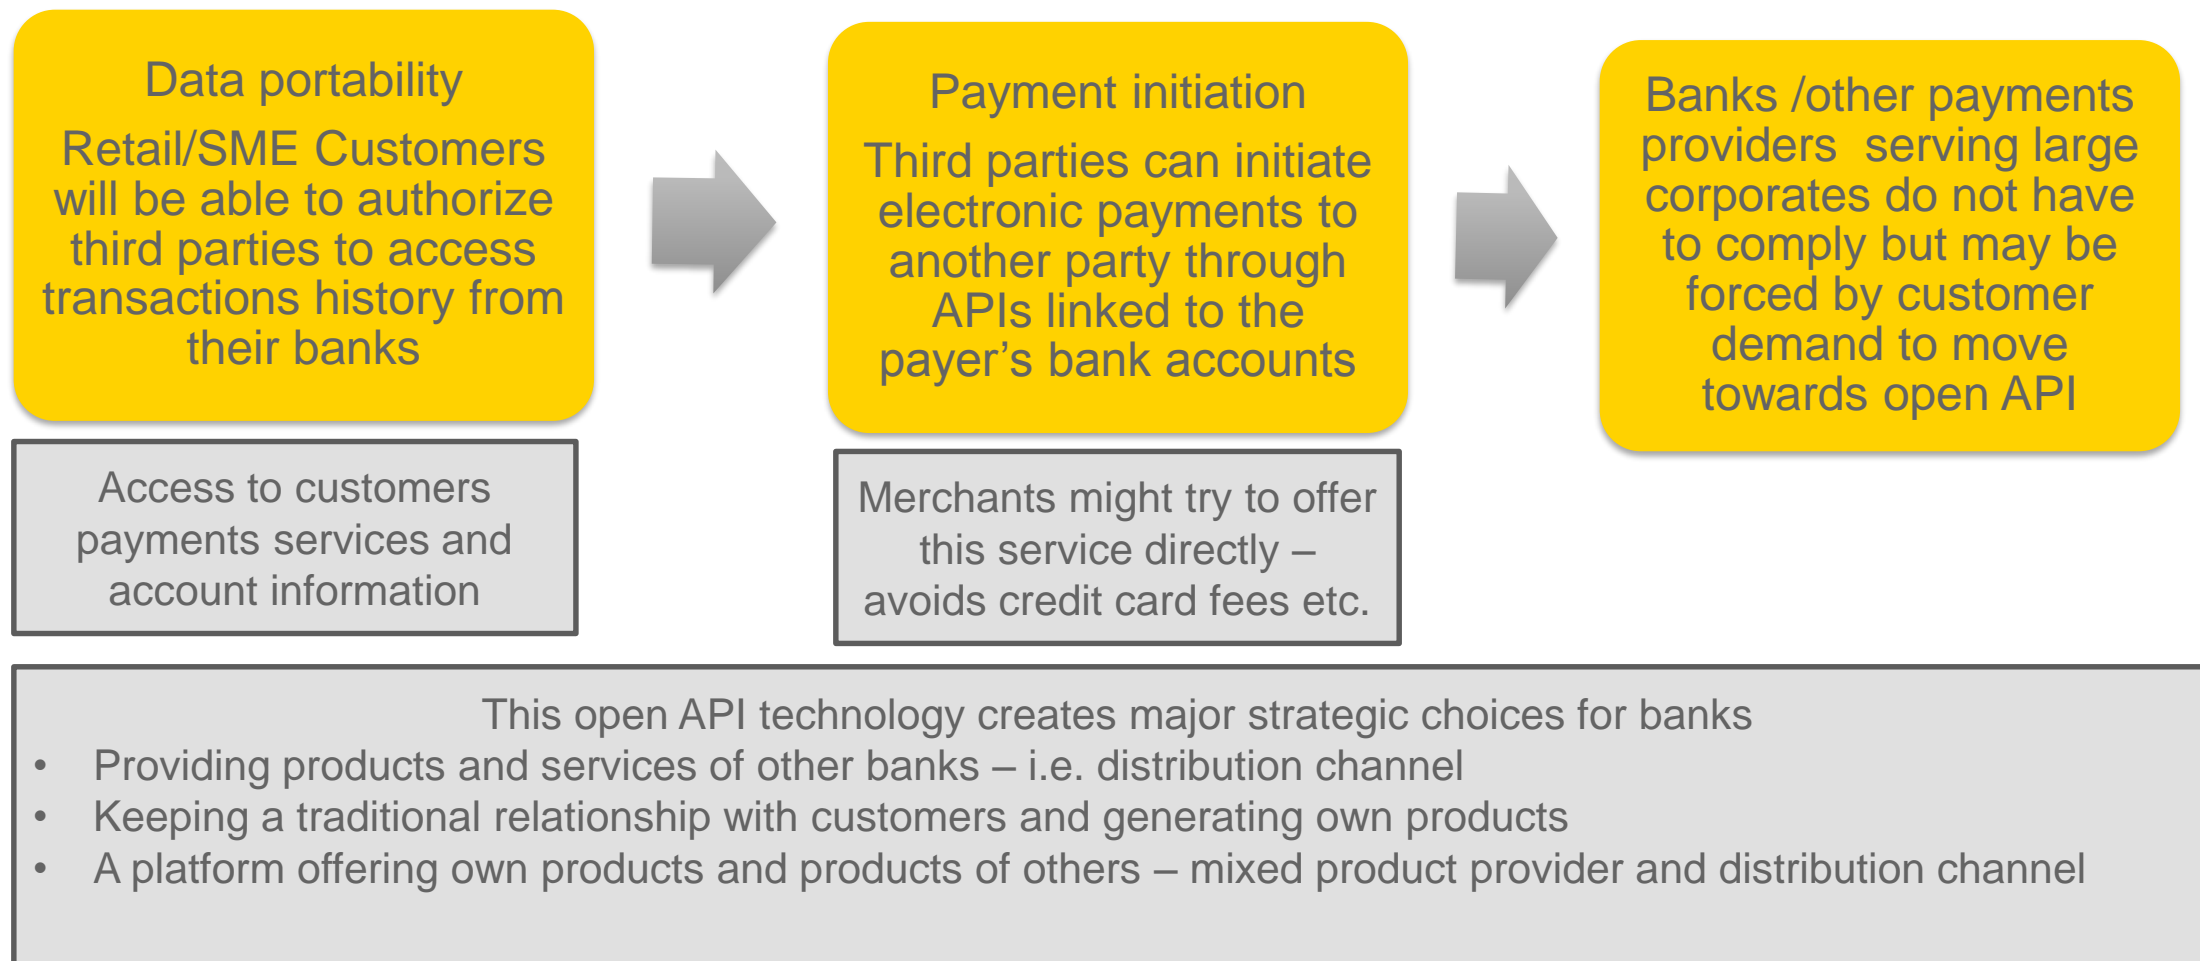 Data portability
Retail/SME Customers
will be able to authorize
third parties to access
transactions history from
their banks
Payment initiation
Third parties can initiate
electronic payments to
another party through
APIs linked to the
payer’s bank accounts
Banks /other payments
providers  serving large
corporates do not have
to comply but may be
forced by customer
demand to move
towards open API
Access to customers
payments services and
account information
Merchants might try to offer
this service directly –
avoids credit card fees etc.
This open API technology creates major strategic choices for banks
• Providing products and services of other banks – i.e. distribution channel
• Keeping a traditional relationship with customers and generating own products
• A platform offering own products and products of others – mixed product provider and distribution channel